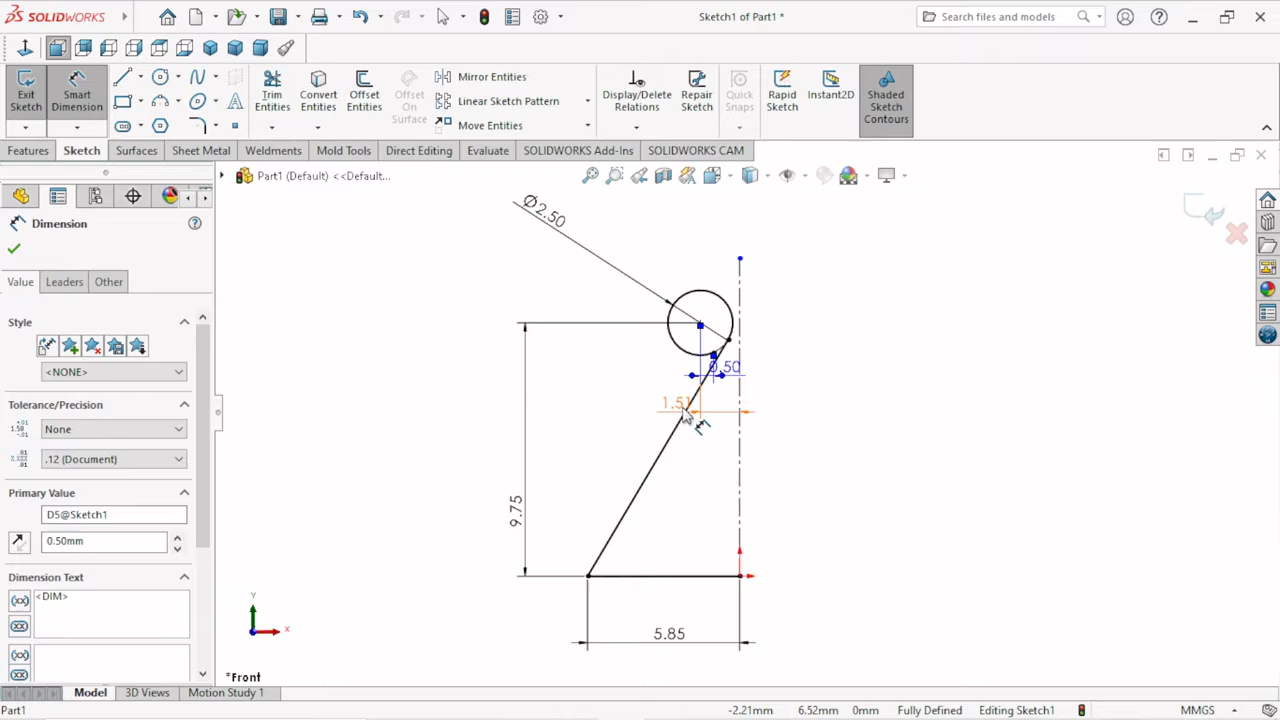 SOLIDWORKS
Sketch1 of Part1 *
Search files and models
Exit Sketch
Smart Dimension
Trim Entities
Convert Entities
Offset Entities
Offset On Surface
Mirror Entities
Linear Sketch Pattern
Move Entities
Display/Delete Relations
Repair Sketch
Quick Snaps
Rapid Sketch
Instant2D
Shaded Sketch Contours
Features
Sketch
Surfaces
Sheet Metal
Weldments
Mold Tools
Direct Editing
Evaluate
SOLIDWORKS Add-Ins
SOLIDWORKS CAM
Part1 (Default) <<Default...
Dimension
Value
Leaders
Other
Style
<NONE>
Tolerance/Precision
None
.12 (Document)
Primary Value
D5@Sketch1
0.50mm
Dimension Text
<DIM>
Ø2.50
0.50
1.51
9.75
5.85
Y
X
*Front
Model
3D Views
Motion Study 1
Part1
-2.21mm
6.52mm
0mm
Fully Defined
Editing Sketch1
MMGS